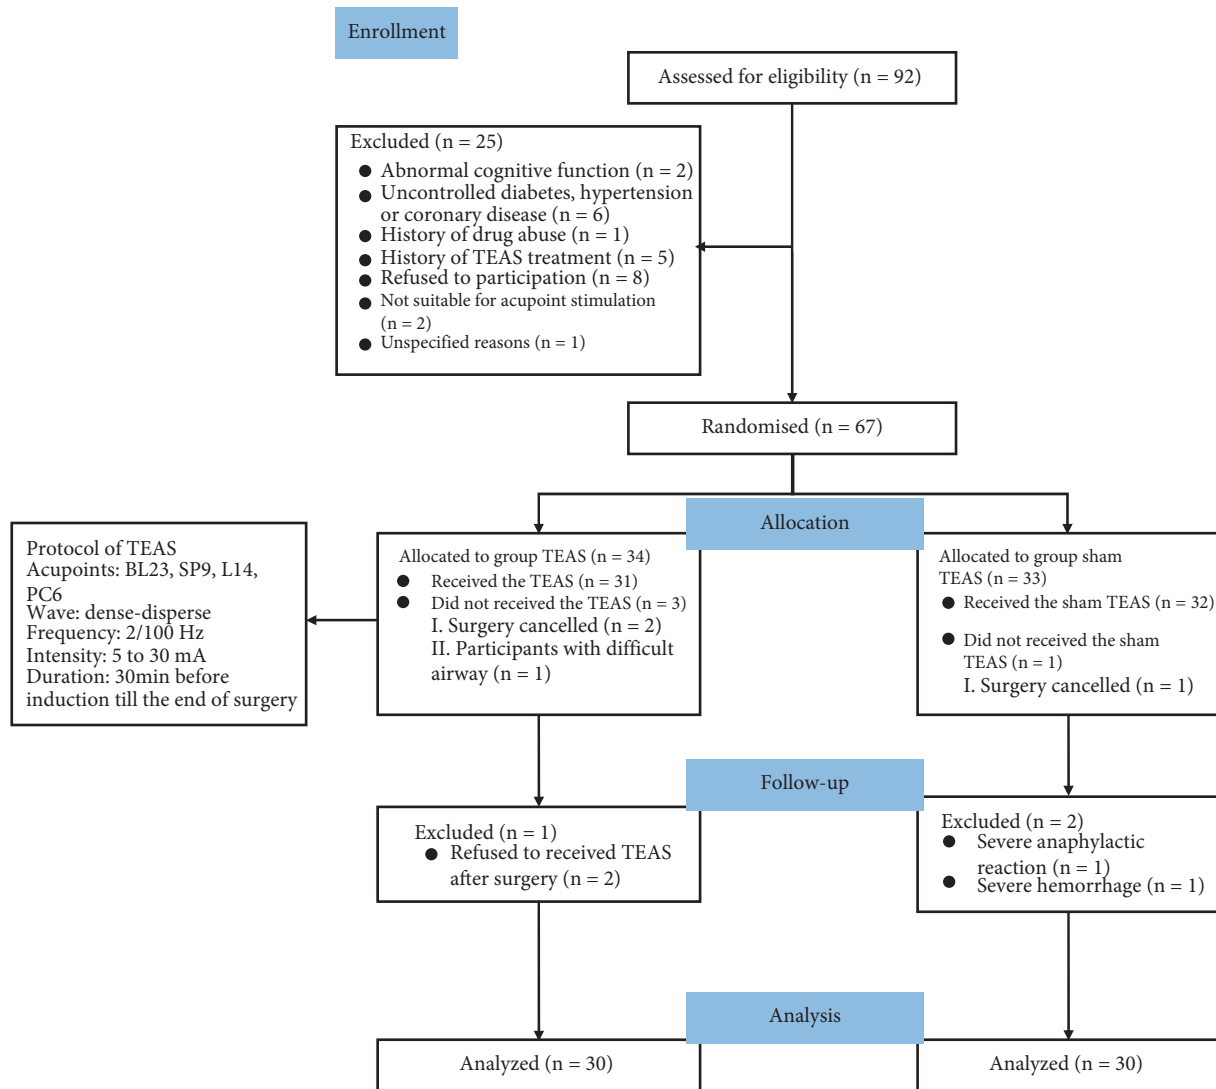 Enrollment
Assessed for eligibility (n = 92)
Excluded (n = 25)
● Abnormal cognitive function (n = 2)
● Uncontrolled diabetes, hypertension
or coronary disease (n = 6)
● History of drug abuse (n = 1)
● History of TEAS treatment (n = 5)
● Refused to participation (n = 8)
● Not suitable for acupoint stimulation
(n = 2)
● Unspecified reasons (n = 1)
Randomised (n = 67)
Allocation
Protocol of TEAS
Acupoints: BL23, SP9, L14,
PC6
Wave: dense-disperse
Frequency: 2/100 Hz
Intensity: 5 to 30 mA
Duration: 30min before
induction till the end of surgery
Allocated to group TEAS (n = 34)
● Received the TEAS (n = 31)
● Did not received the TEAS (n = 3)
I. Surgery cancelled (n = 2)
II. Participants with difficult
airway (n = 1)
Allocated to group sham
TEAS (n = 33)
● Received the sham TEAS (n = 32)
● Did not received the sham
TEAS (n = 1)
I. Surgery cancelled (n = 1)
Follow-up
Excluded (n = 1)
● Refused to received TEAS
after surgery (n = 2)
Excluded (n = 2)
● Severe anaphylactic
reaction (n = 1)
● Severe hemorrhage (n = 1)
Analysis
Analyzed (n = 30)
Analyzed (n = 30)